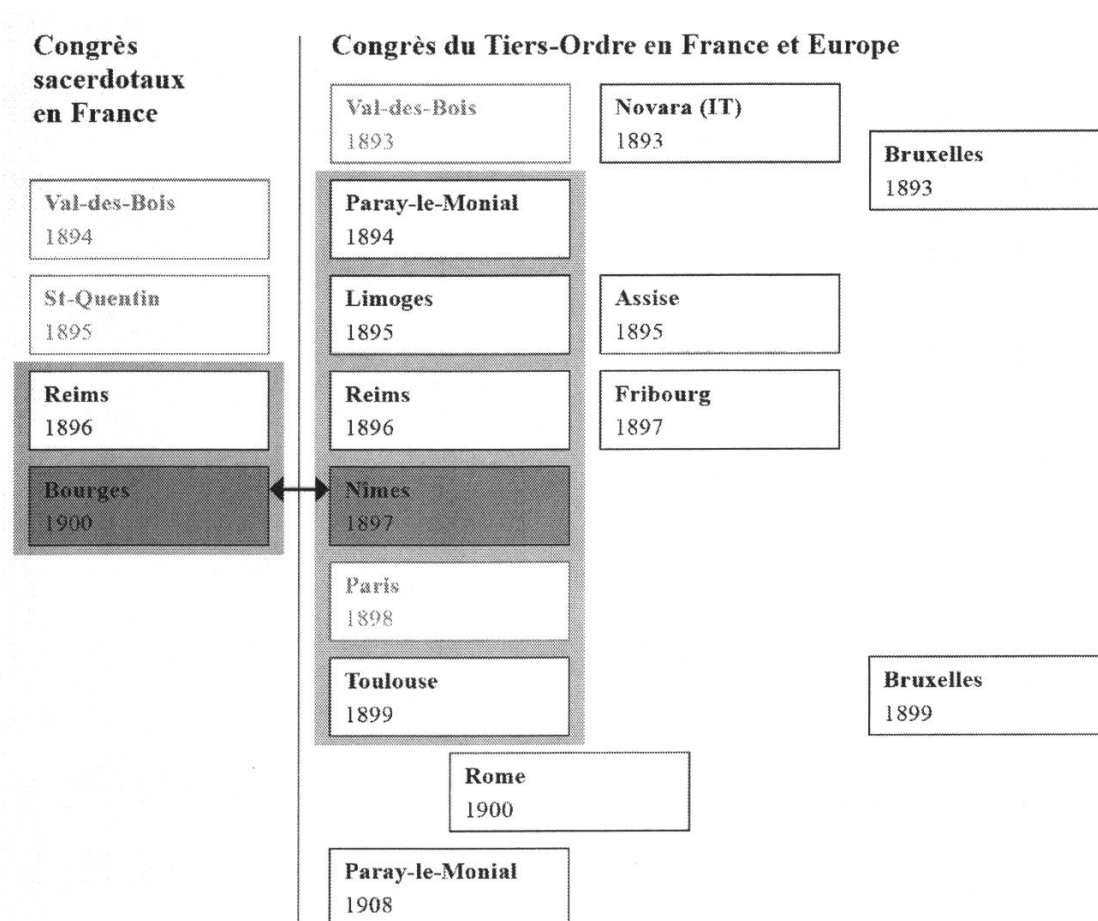 Congrès
sacerdotaux
en France
Val-des-Bois
1894
St-Quentin
1895
Reims
1896
Bourges
1900
Congrès du Tiers-Ordre en France et Europe
Val-des-Bois
1893
Novara (IT)
1893
Bruxelles
1893
Paray-le-Monial
1894
Limoges
1895
Assise
1895
Reims
1896
Fribourg
1897
Nîmes
1897
Paris
1898
Toulouse
1899
Bruxelles
1899
Rome
1900
Paray-le-Monial
1908